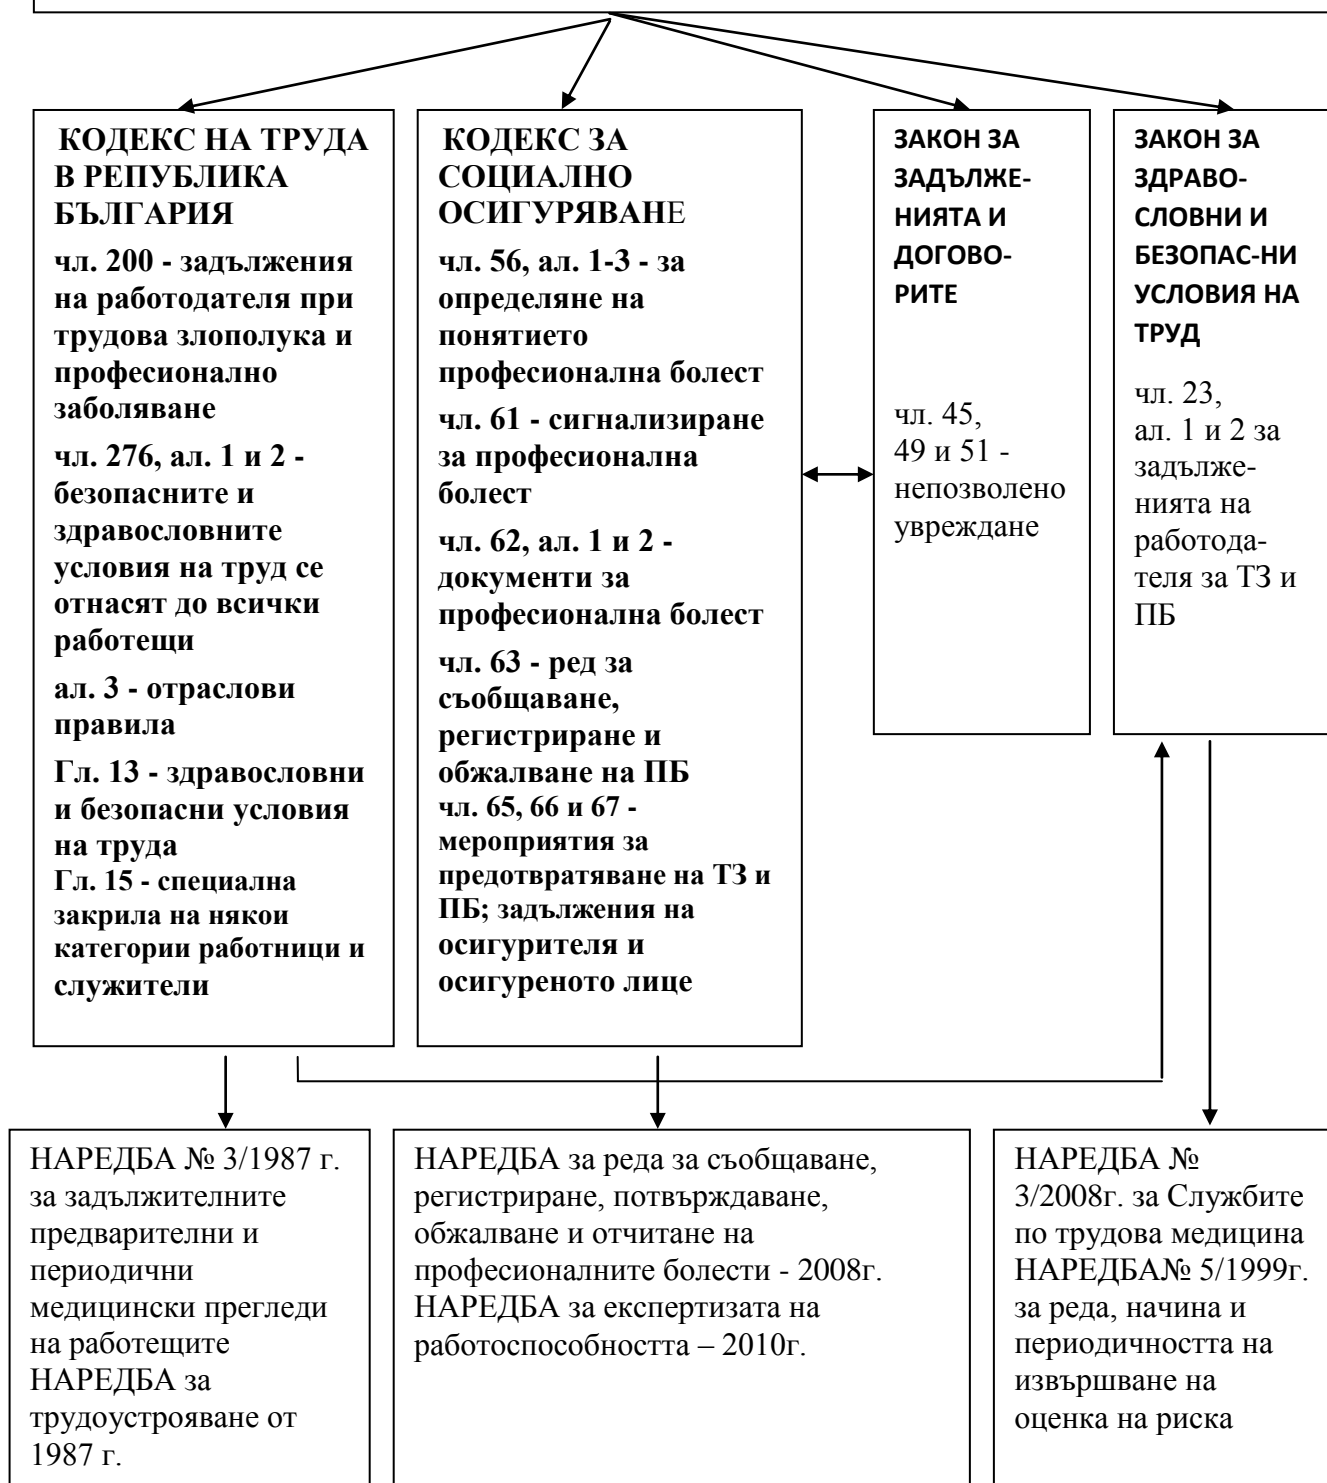 КОДЕКС НА ТРУДА
В РЕПУБЛИКА
БЪЛГАРИЯ
чл. 200 - задължения
на работодателя при
трудова злополука и
професионално
заболяване
чл. 276, ал. 1 и 2 -
безопасните и
здравословните
условия на труд се
отнасят до всички
работещи
ал. 3 - отраслови
правила
Гл. 13 - здравословни
и безопасни условия
на труда
Гл. 15 - специална
закрила на някои
категории работници и
служители
КОДЕКС ЗА
СОЦИАЛНО
ОСИГУРЯВАНЕ
чл. 56, ал. 1-3 - за
определяне на
понятието
професионална болест
чл. 61 - сигнализиране
за професионална
болест
чл. 62, ал. 1 и 2 -
документи за
професионална болест
чл. 63 - ред за
съобщаване,
регистриране и
обжалване на ПБ
чл. 65, 66 и 67 -
мероприятия за
предотвратяване на ТЗ и
ПБ; задължения на
осигурителя и
осигуреното лице
ЗАКОН ЗА
ЗАДЪЛЖЕ-
НИЯТА И
ДОГОВО-
РИТЕ
чл. 45,
49 и 51 -
непозволено
увреждане
ЗАКОН ЗА
ЗДРАВО-
СЛОВНИ И
БЕЗОПАС-НИ
УСЛОВИЯ НА
ТРУД
чл. 23,
ал. 1 и 2 за
задълже-
нията на
работода-
теля за ТЗ и
ПБ
НАРЕДБА № 3/1987 г.
за задължителните
предварителни и
периодични
медицински прегледи
на работещите
НАРЕДБА за
трудоустрояване от
1987 г.
НАРЕДБА за реда за съобщаване,
регистриране, потвърждаване,
обжалване и отчитане на
професионалните болести - 2008г.
НАРЕДБА за експертизата на
работоспособността – 2010г.
НАРЕДБА №
3/2008г. за Службите
по трудова медицина
НАРЕДБА№ 5/1999г.
за реда, начина и
периодичността на
извършване на
оценка на риска